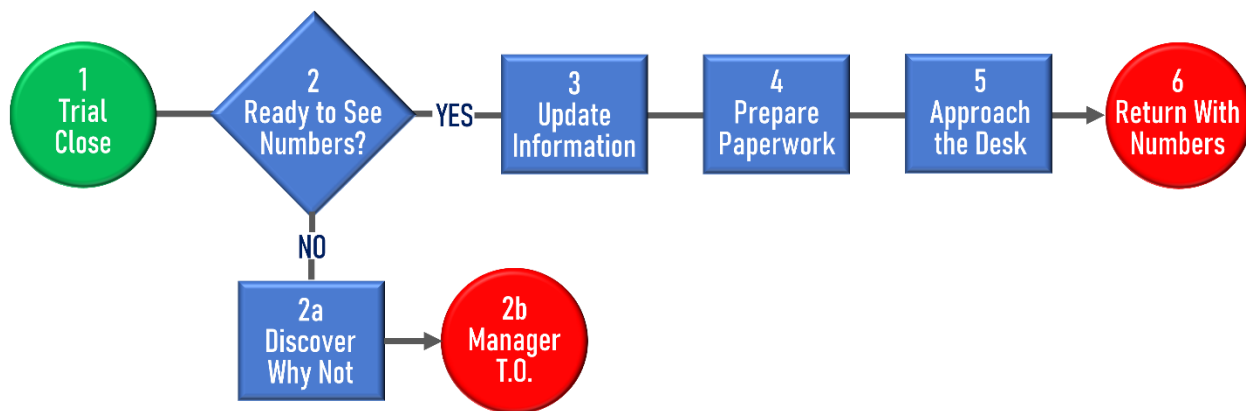 1
Trial
Close
2
Ready to See
Numbers?
YES
3
Update
Information
4
Prepare
Paperwork
5
Approach
the Desk
6
Return With
Numbers
NO
2a
Discover
Why Not
2b
Manager
T.O.